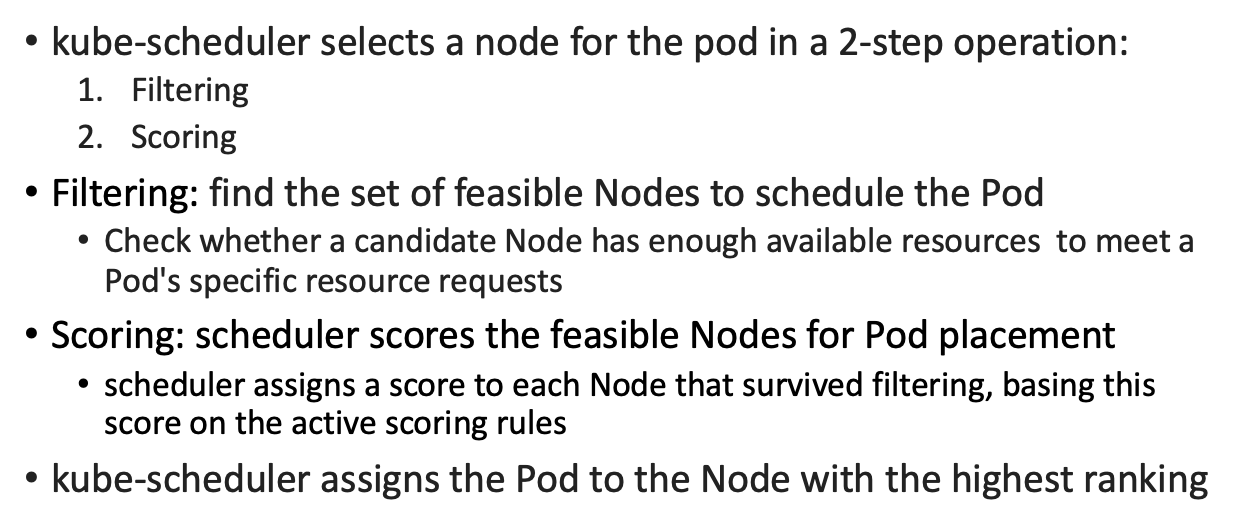 • kube-scheduler selects a node for the pod in a 2-step operation:
1. Filtering
2. Scoring
• Filtering: find the set of feasible Nodes to schedule the Pod
• Check whether a candidate Node has enough available resources  to meet a
Pod's specific resource requests
• Scoring: scheduler scores the feasible Nodes for Pod placement
• scheduler assigns a score to each Node that survived filtering, basing this
score on the active scoring rules
• kube-scheduler assigns the Pod to the Node with the highest ranking